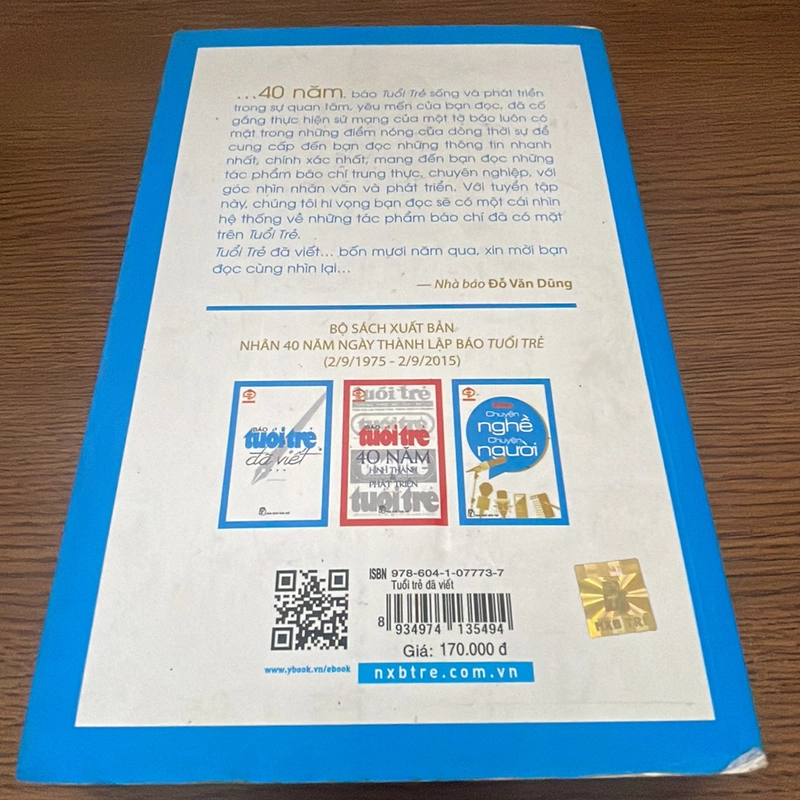 ...40 năm, báo Tuổi Trẻ sống và phát triển
trong sự quan tâm, yêu mến của bạn đọc, đã cố
gắng thực hiện sứ mạng của một tờ báo luôn có
mặt trong những điểm nóng của dòng thời sự để
cung cấp đến bạn đọc những thông tin nhanh
nhất, chính xác nhất, mang đến bạn đọc những
tác phẩm báo chí trung thực, chuyên nghiệp, với
góc nhìn nhân văn và phát triển. Với tuyển tập
này, chúng tôi hi vọng bạn đọc sẽ có một cái nhìn
hệ thống về những tác phẩm báo chí đã có mặt
trên Tuổi Trẻ.
Tuổi Trẻ đã viết... bốn mươi năm qua, xin mời bạn
đọc cùng nhìn lại...
— Nhà báo Đỗ Văn Dũng
BỘ SÁCH XUẤT BẢN
NHÂN 40 NĂM NGÀY THÀNH LẬP BÁO TUỔI TRẺ
(2/9/1975 - 2/9/2015)
BÁO
tuổi trẻ
đã viết
tuổi trẻ
tuổi trẻ
BÁO
tuổi trẻ
40 NĂM
HÌNH THÀNH
PHÁT TRIỂN
tuổi trẻ
Chuyện
nghề
Chuyện
người
ISBN 978-604-1-07773-7
Tuổi trẻ đã viết
8 934974 135494
Giá: 170.000 đ
NXB TRẺ
www.ybook.vn/ebook
nxbtre.com.vn